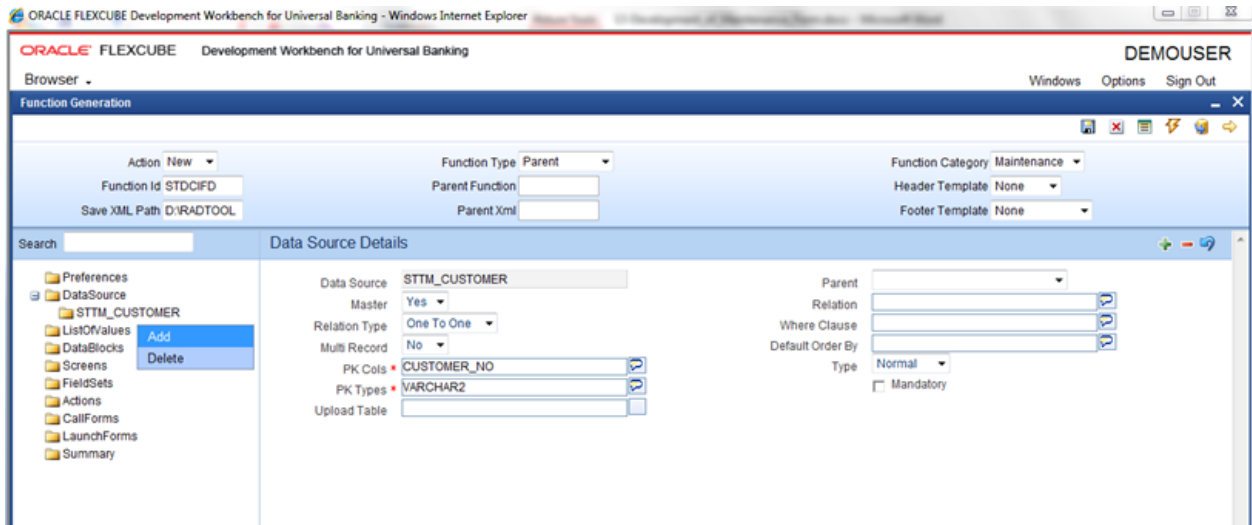 ORACLE FLEXCUBE Development Workbench for Universal Banking - Windows Internet Explorer
ORACLE FLEXCUBE Development Workbench for Universal Banking
DEMOUSER
Browser
Windows Options Sign Out
Function Generation
Action New Function Type Parent Function Category Maintenance
Function Id STDCIFD Parent Function Header Template None
Save XML Path D:\RADTOOL Parent Xml Footer Template None
Search Data Source Details
Preferences
DataSource
STTM_CUSTOMER
ListOfValues
DataBlocks
Screens
FieldSets
Actions
CallForms
LaunchForms
Summary
Add
Delete
Data Source STTM_CUSTOMER
Master Yes
Relation Type One To One
Multi Record No
PK Cols * CUSTOMER_NO
PK Types * VARCHAR2
Upload Table
Parent
Relation
Where Clause
Default Order By
Type Normal
Mandatory